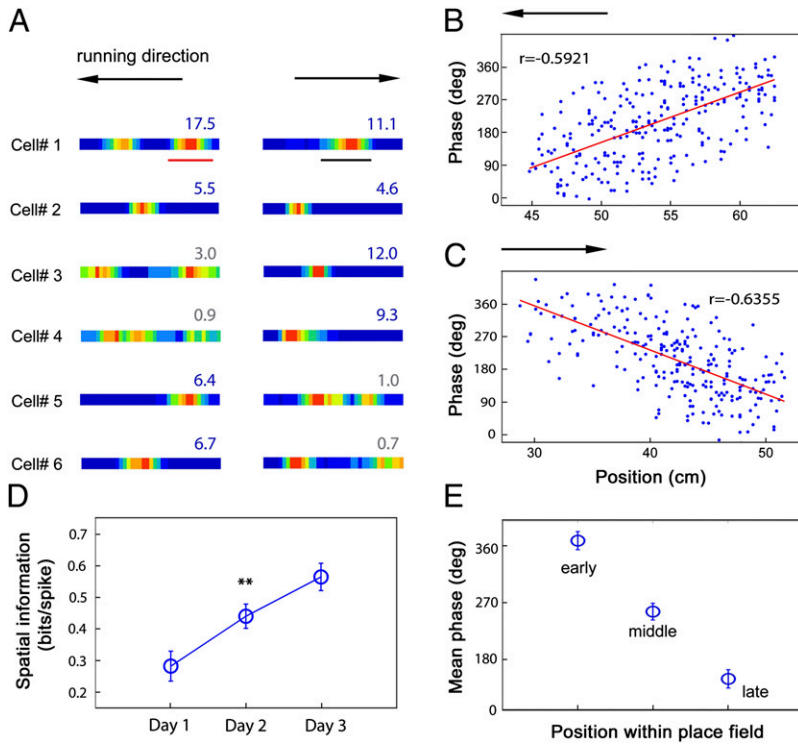 A
running direction
17.5
11.1
Cell# 1
5.5
4.6
Cell# 2
3.0
12.0
Cell# 3
0.9
9.3
Cell# 4
6.4
1.0
Cell# 5
6.7
0.7
Cell# 6
B
r=-0.5921
Phase (deg)
360
270
180
90
0
45
50
55
60
C
r=-0.6355
Phase (deg)
360
270
180
90
0
30
40
50
Position (cm)
D
Spatial information
(bits/spike)
0.7
0.6
0.5
0.4
0.3
0.2
**
Day 1
Day 2
Day 3
E
Mean phase (deg)
360
270
180
0
early
middle
late
Position within place field